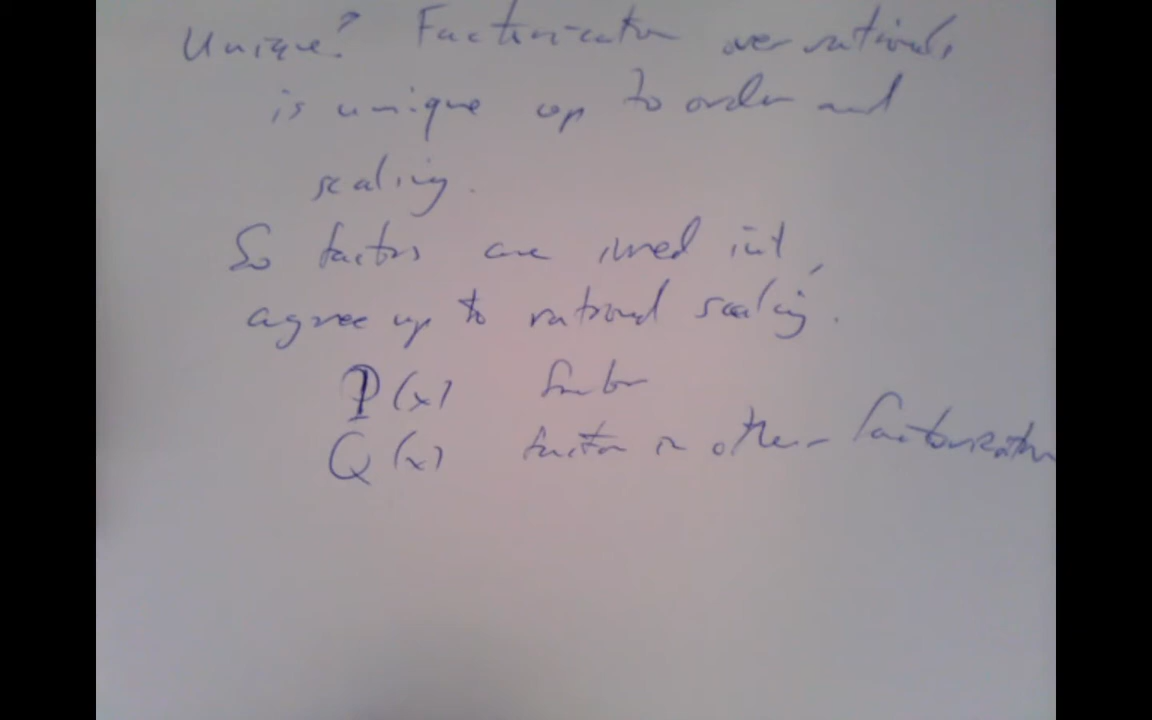 Unique? Factorization over rationals,
is unique up to order and
scaling.
So factors are irred int,
agree up to rational scaling.
P(x) factor
Q(x) factor in other factorization